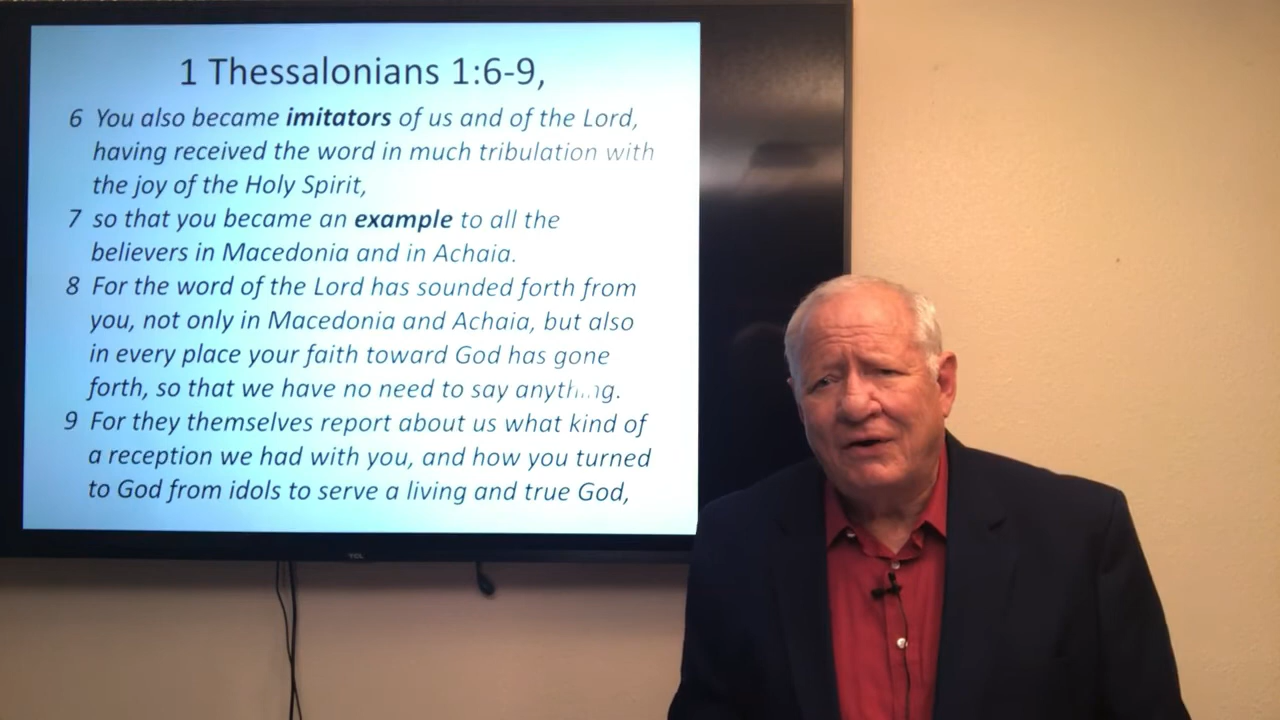 1 Thessalonians 1:6-9,
6 You also became imitators of us and of the Lord,
having received the word in much tribulation with
the joy of the Holy Spirit,
7 so that you became an example to all the
believers in Macedonia and in Achaia.
8 For the word of the Lord has sounded forth from
you, not only in Macedonia and Achaia, but also
in every place your faith toward God has gone
forth, so that we have no need to say anything.
9 For they themselves report about us what kind of
a reception we had with you, and how you turned
to God from idols to serve a living and true God,
TCL